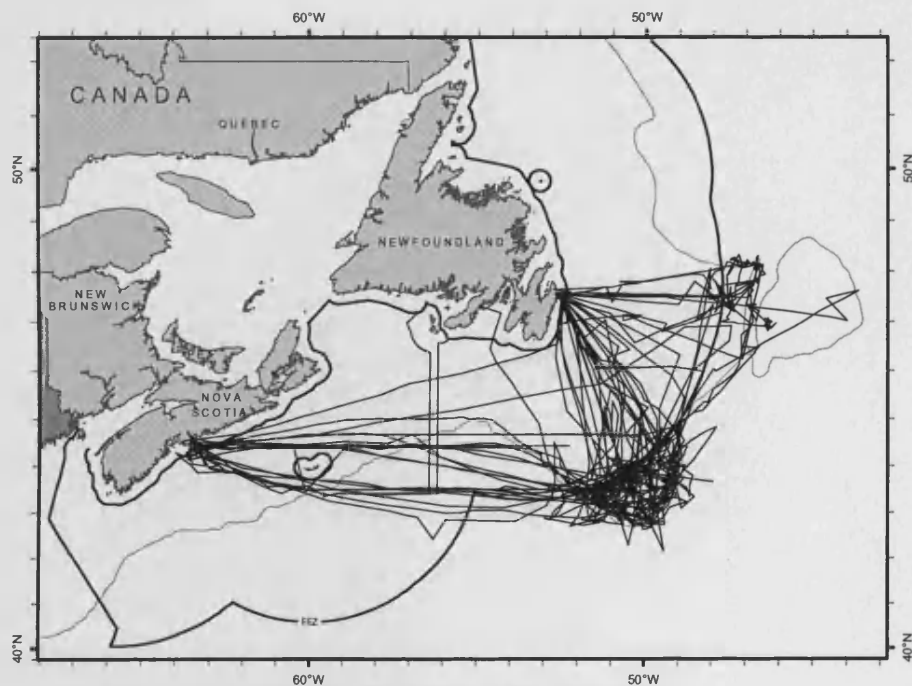 60°W 50°W
CANADA
QUEBEC
50°N 50°N
NEWFOUNDLAND
NEW
BRUNSWIC
NOVA
SCOTIA
EEZ
40°N 40°N
60°W 50°W